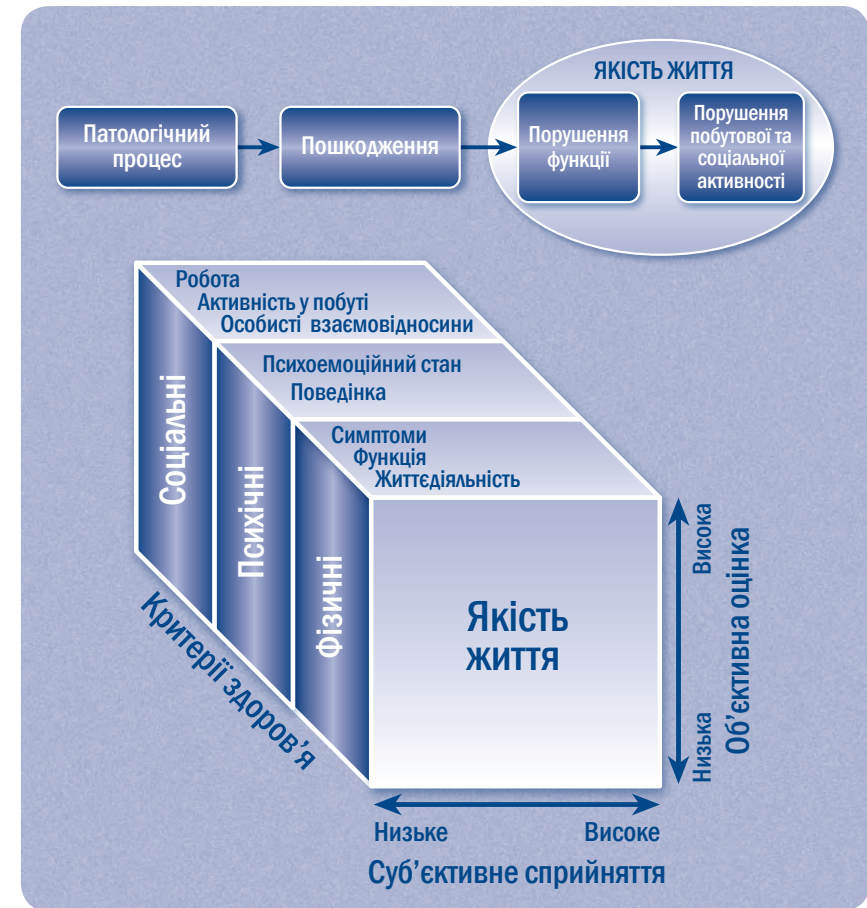 ЯКІСТЬ ЖИТТЯ
Патологічний
процес
Пошкодження
Порушення
функції
Порушення
побутової та
соціальної
активності
Робота
Активність у побуті
Особисті взаємовідносини
Психоемоційний стан
Поведінка
Симптоми
Функція
Життєдіяльність
Соціальні
Психічні
Фізичні
Критерії здоров’я
Якість
життя
Висока
Низька
Об’єктивна оцінка
Низьке Високе
Суб’єктивне сприйняття